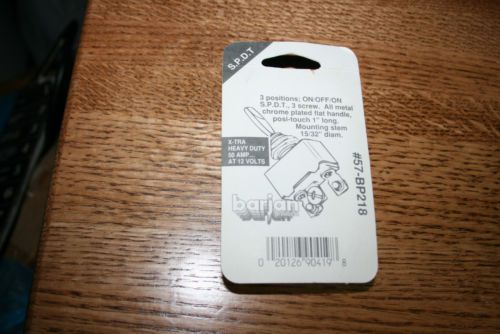 S.P.D.T
3 positions: ON/OFF/ON
S.P.D.T., 3 screw. All metal
chrome plated flat handle,
posi-touch 1" long.
Mounting stem
15/32" diam.
X-TRA
HEAVY DUTY
50 AMP
AT 12 VOLTS
#57-BP218
barjan
0 20126 90419 8